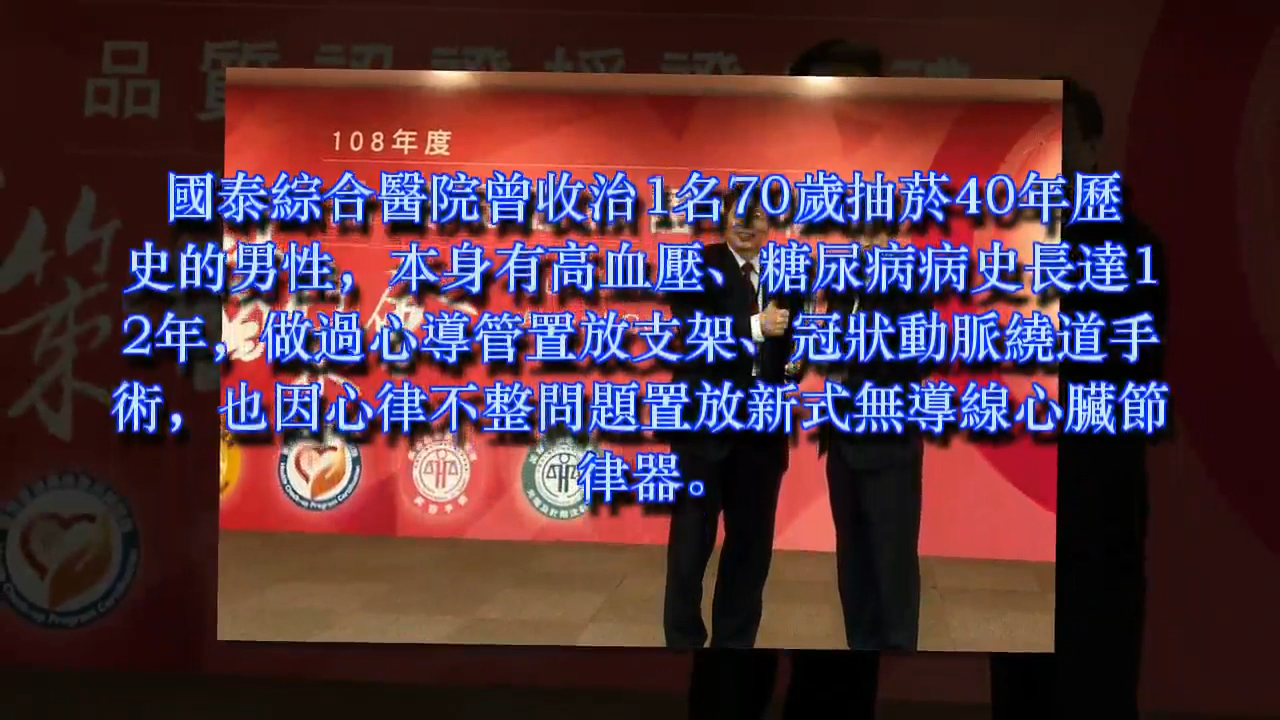 品質認證授證
108年度
國泰綜合醫院曾收治1名70歲抽菸40年歷
史的男性，本身有高血壓、糖尿病病史長達1
2年，做過心導管置放支架、冠狀動脈繞道手
術，也因心律不整問題置放新式無導線心臟節
律器。